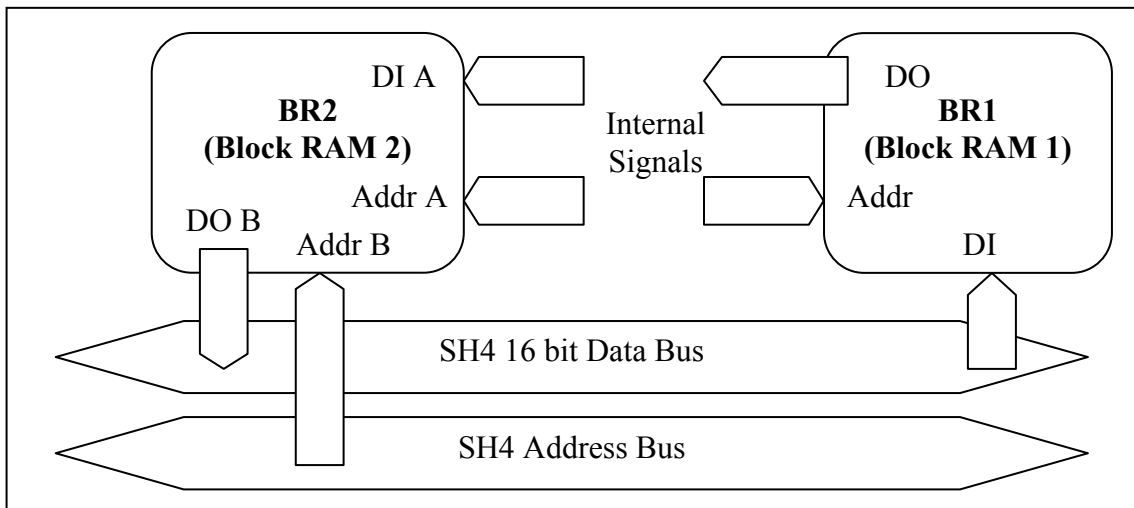 DI A
BR2
(Block RAM 2)
Addr A
DO B
Addr B
Internal
Signals
DO
BR1
(Block RAM 1)
Addr
DI
SH4 16 bit Data Bus
SH4 Address Bus